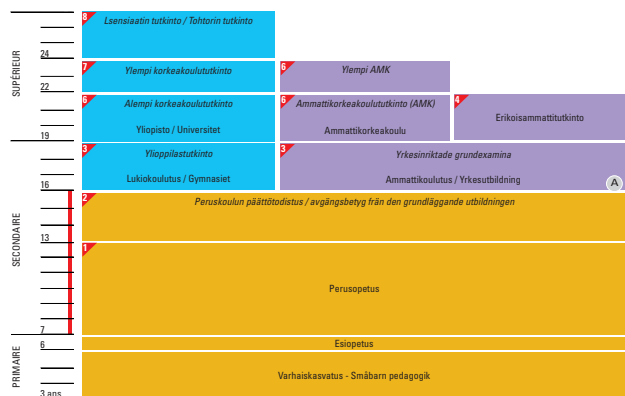 SUPÉRIEUR
SECONDAIRE
PRIMAIRE
24
22
19
16
13
7
6
3 ans
8
Lsensiaatin tutkinto / Tohtorin tutkinto
7
Ylempi korkeakoulututkinto
6
Ylempi AMK
6
Alempi korkeakoulututkinto
Yliopisto / Universitet
6
Ammattikorkeakoulututkinto (AMK)
Ammattikorkeakoulu
4
Erikoisammattitutkinto
3
Ylioppilastutkinto
Lukiokoulutus / Gymnasiet
3
Yrkesinriktade grundexamina
Ammattikoulutus / Yrkesutbildning
A
2
Peruskoulun päättötodistus / avgängsbetyg från den grundläggande utbildningen
1
Perusopetus
Esiopetus
Varhaiskasvatus - Småbarn pedagogik